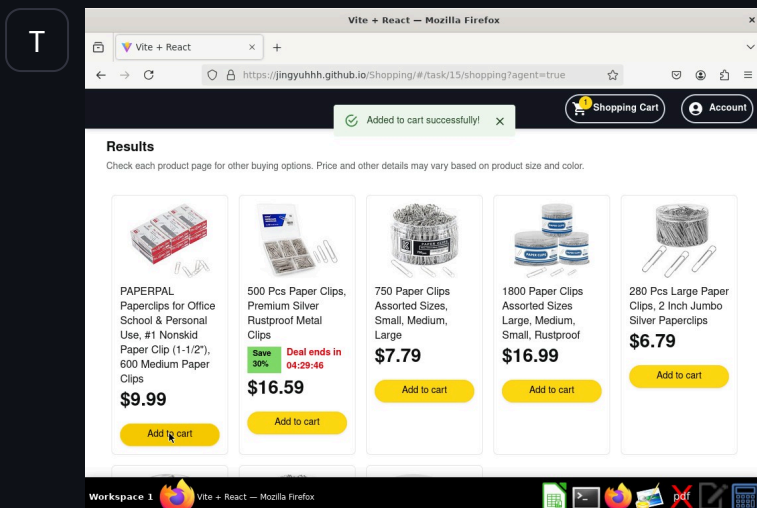 T
Vite + React — Mozilla Firefox
Vite + React
https://jingyuhhh.github.io/Shopping/#/task/15/shopping?agent=true
1
Shopping Cart
Account
Added to cart successfully!
Results
Check each product page for other buying options. Price and other details may vary based on product size and color.
PAPERPAL
Paperclips for Office
School & Personal
Use, #1 Nonskid
Paper Clip (1-1/2"),
600 Medium Paper
Clips
$9.99
Add to cart
500 Pcs Paper Clips,
Premium Silver
Rustproof Metal
Clips
Save
30%
Deal ends in
04:29:46
$16.59
Add to cart
750 Paper Clips
Assorted Sizes,
Small, Medium,
Large
$7.79
Add to cart
1800 Paper Clips
Assorted Sizes
Large, Medium,
Small, Rustproof
$16.99
Add to cart
280 Pcs Large Paper
Clips, 2 Inch Jumbo
Silver Paperclips
$6.79
Add to cart
Workspace 1
Vite + React — Mozilla Firefox
pdf